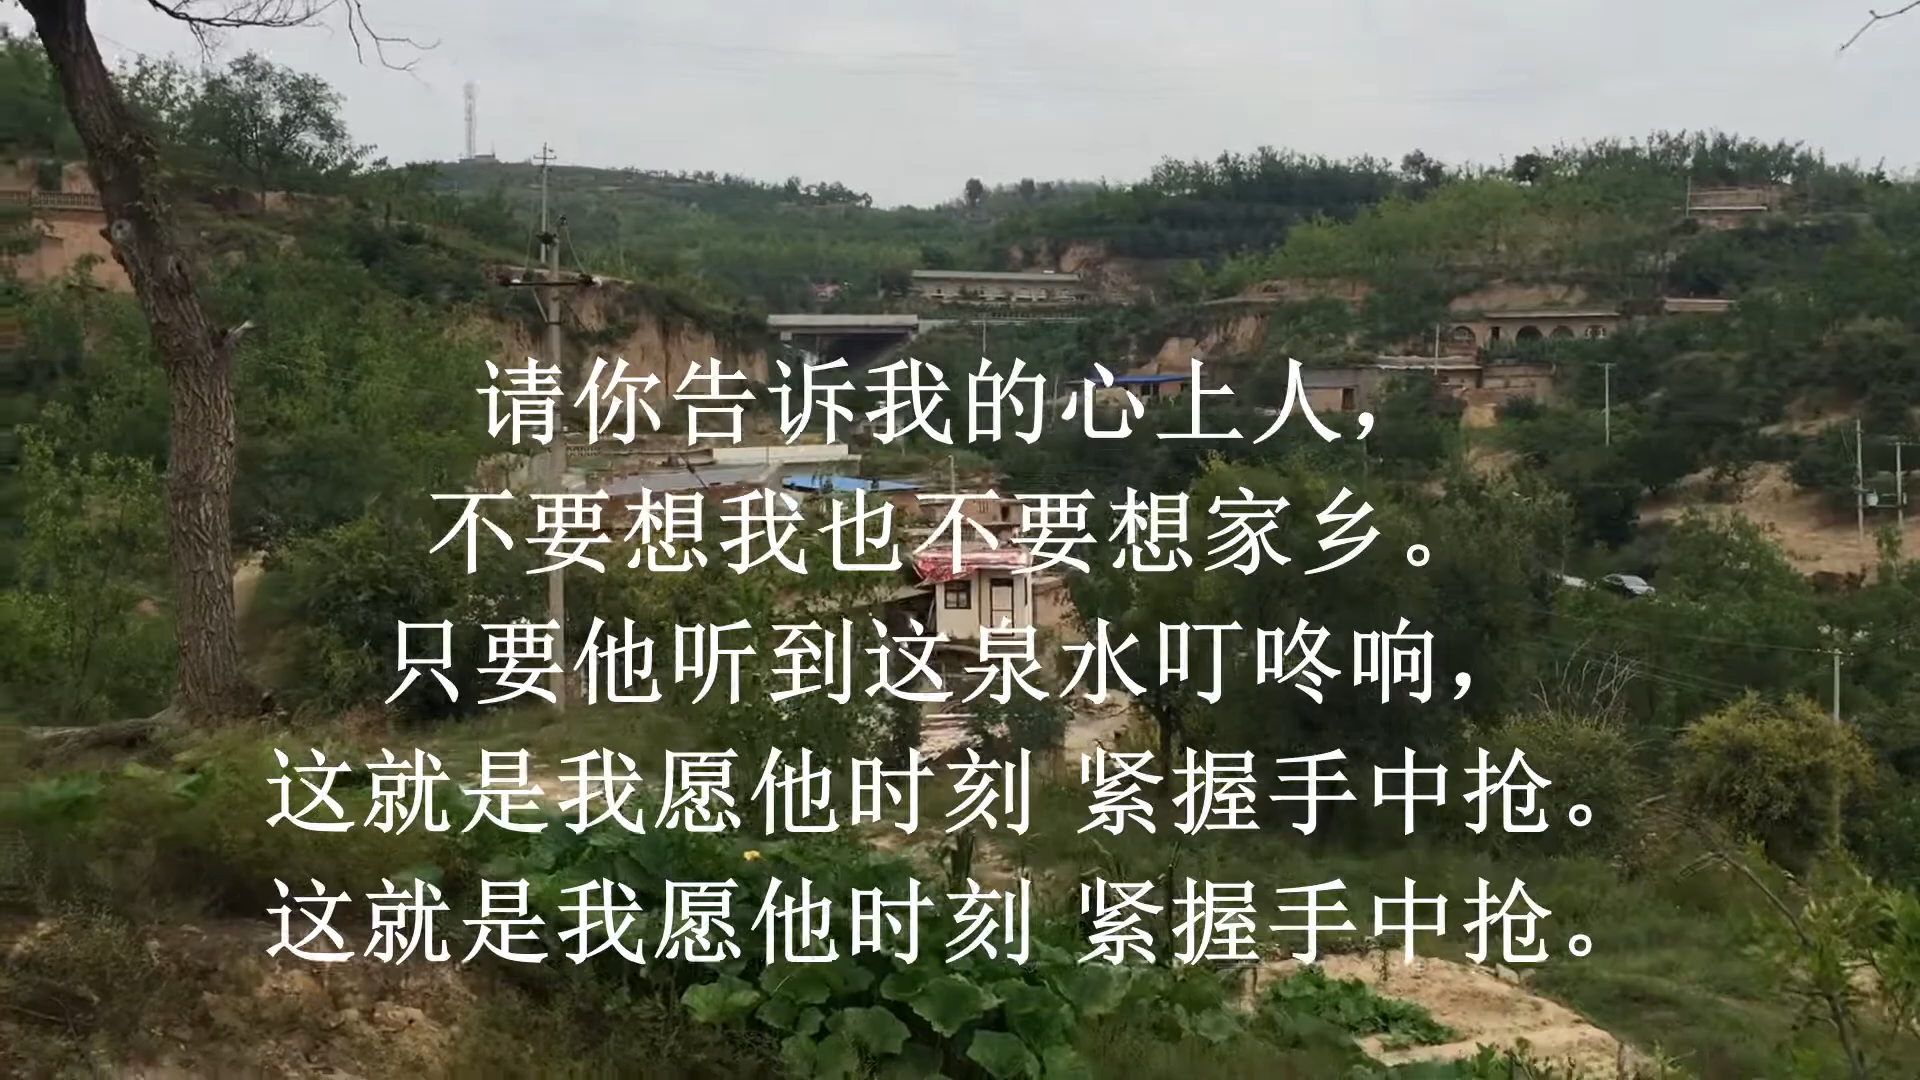 请你告诉我的心上人，
不要想我也不要想家乡。
只要他听到这泉水叮咚响，
这就是我愿他时刻 紧握手中抢。
这就是我愿他时刻 紧握手中抢。